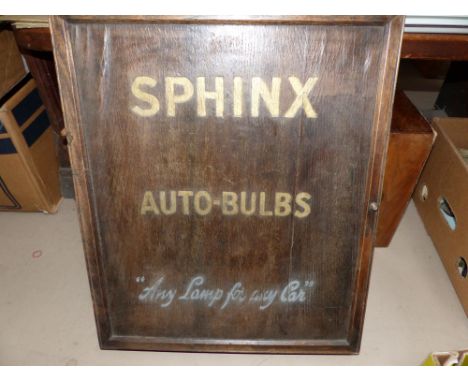 SPHINX
AUTO-BULBS
"Any Lamp for any Car"